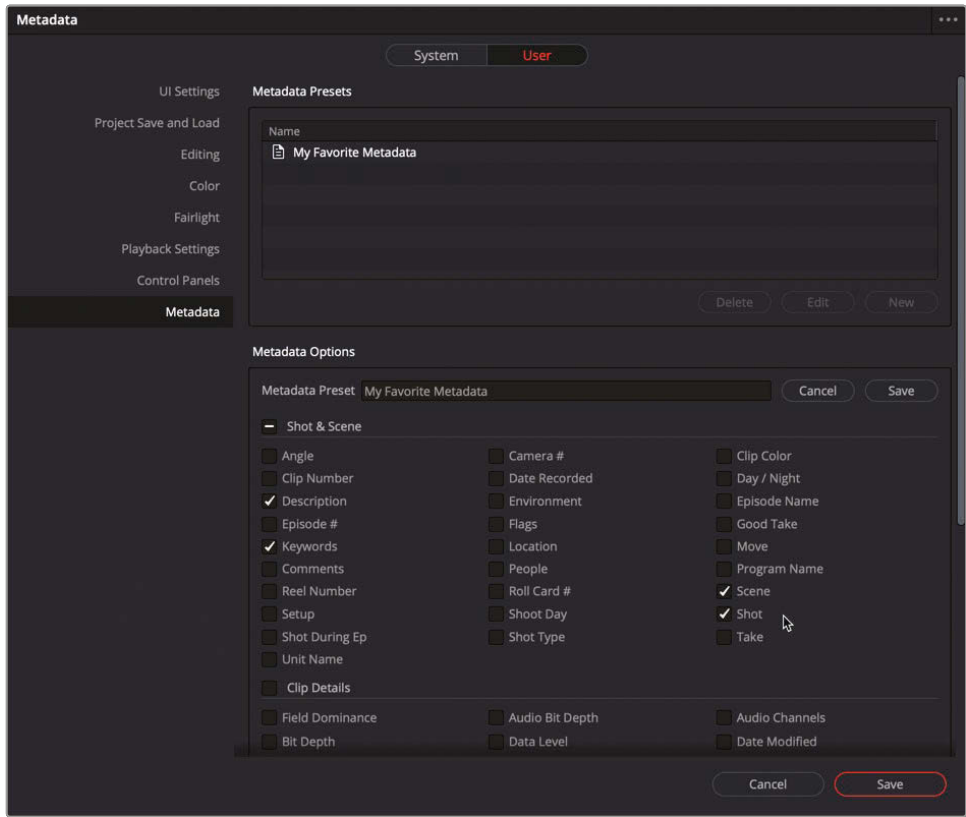 Metadata
System User
UI Settings
Project Save and Load
Editing
Color
Fairlight
Playback Settings
Control Panels
Metadata
Metadata Presets
Name
My Favorite Metadata
Delete Edit New
Metadata Options
Metadata Preset My Favorite Metadata Cancel Save
Shot & Scene
Angle Camera # Clip Color
Clip Number Date Recorded Day / Night
Description Environment Episode Name
Episode # Flags Good Take
Keywords Location Move
Comments People Program Name
Reel Number Roll Card # Scene
Setup Shoot Day Shot
Shot During Ep Shot Type Take
Unit Name
Clip Details
Field Dominance Audio Bit Depth Audio Channels
Bit Depth Data Level Date Modified
Cancel Save